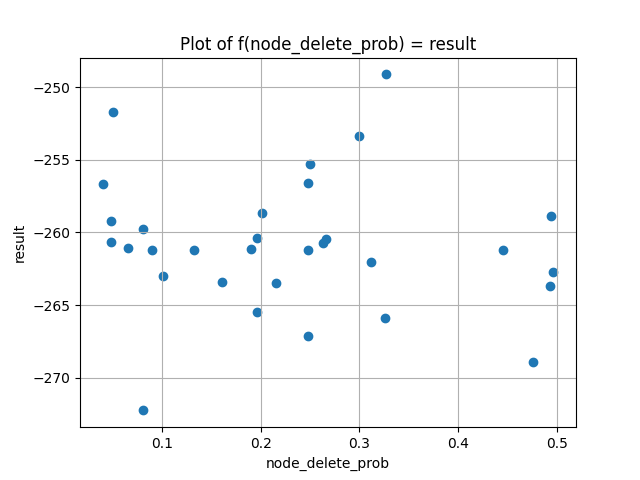 Plot of f(node_delete_prob) = result
−250
−255
−260
−265
−270
result
0.1 0.2 0.3 0.4 0.5
node_delete_prob